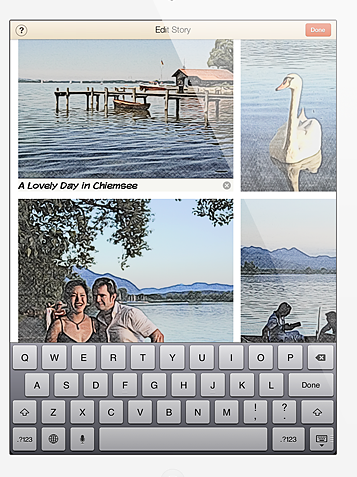 ? Edit Story Done
A Lovely Day in Chiemsee
Q W E R T Y U I O P
A S D F G H J K L Done
Z X C V B N M ! , ? .
.?123 .?123